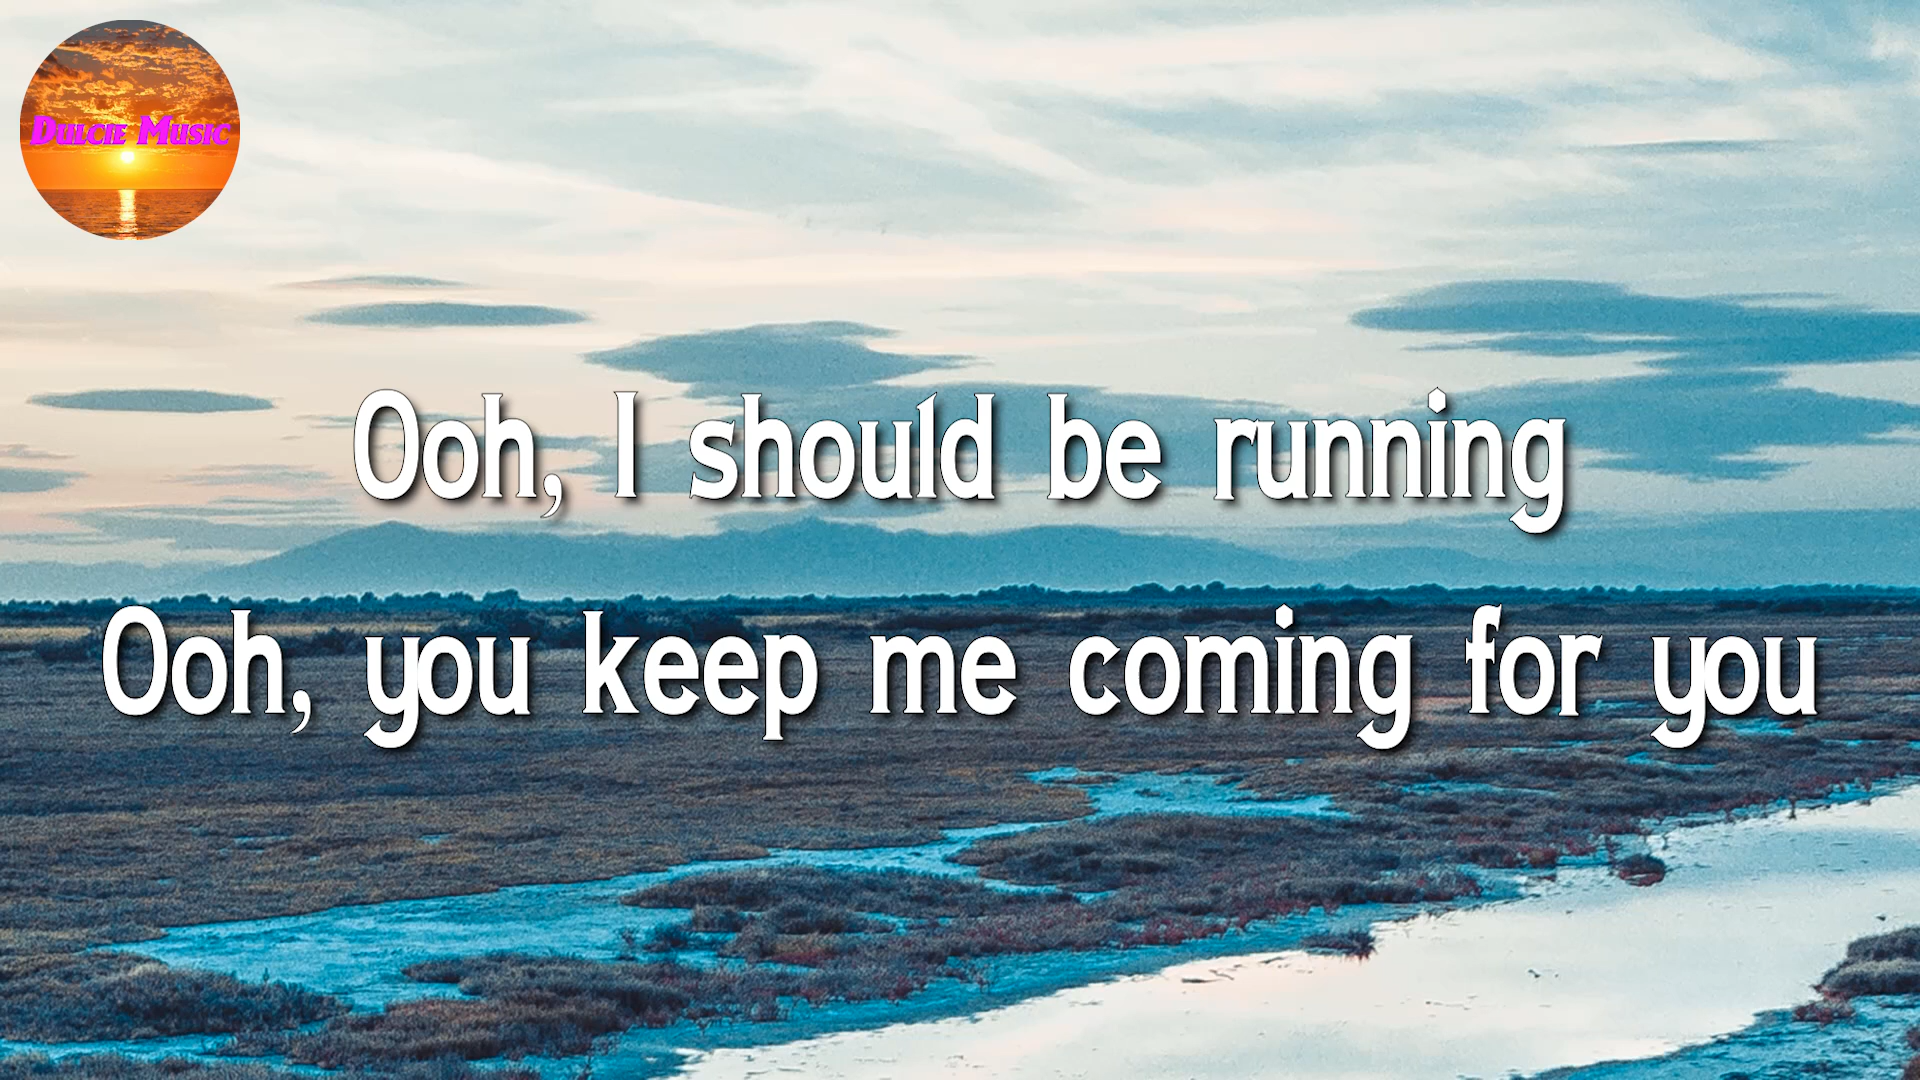 Dulcie Music
Ooh, I should be running
Ooh, you keep me coming for you